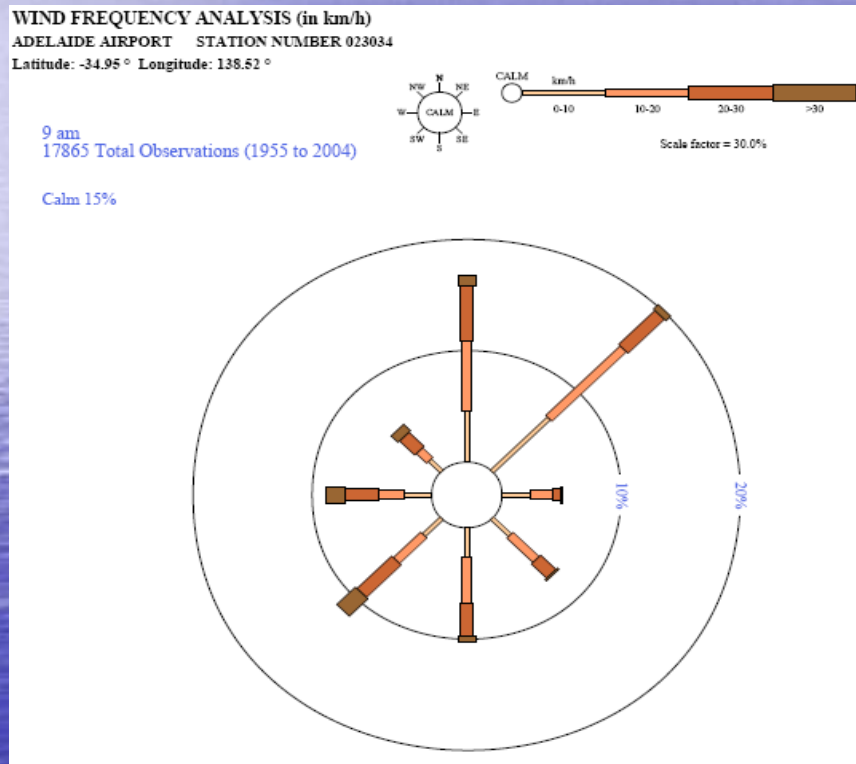 WIND FREQUENCY ANALYSIS (in km/h)
ADELAIDE AIRPORT STATION NUMBER 023034
Latitude: -34.95 ° Longitude: 138.52 °
N
NW NE
W CALM E
SW SE
S
CALM km/h
0-10 10-20 20-30 >30
Scale factor = 30.0%
9 am
17865 Total Observations (1955 to 2004)
Calm 15%
10% 20%